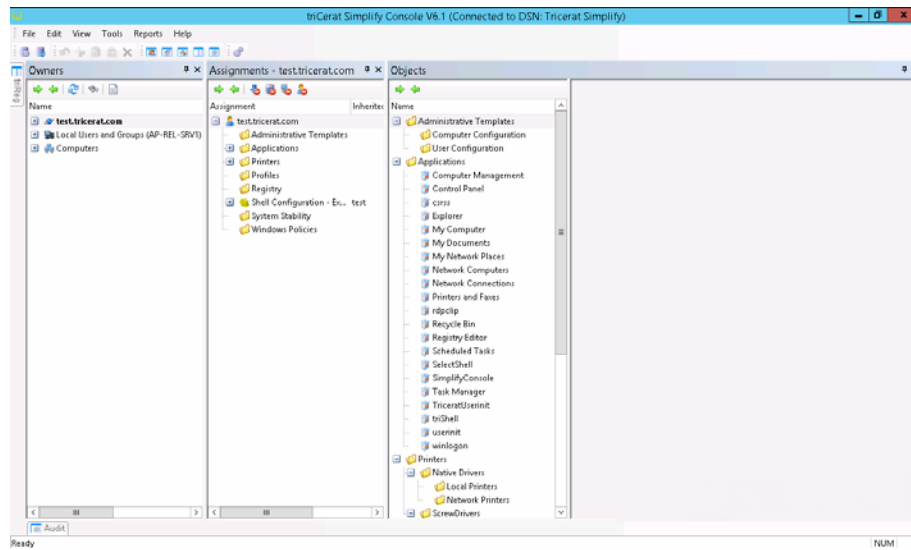 triCerat Simplify Console V6.1 (Connected to DSN: Tricerat Simplify)
File Edit View Tools Reports Help
triReg
Owners
Name
test.tricerat.com
Local Users and Groups (AP-REL-SRV1)
Computers
Assignments - test.tricerat.com
Assignment Inherited
test.tricerat.com
Administrative Templates
Applications
Printers
Profiles
Registry
Shell Configuration - Ex... test
System Stability
Windows Policies
Objects
Name
Administrative Templates
Computer Configuration
User Configuration
Applications
Computer Management
Control Panel
csrss
Explorer
My Computer
My Documents
My Network Places
Network Computers
Network Connections
Printers and Faxes
rdpclip
Recycle Bin
Registry Editor
Scheduled Tasks
SelectShell
SimplifyConsole
Task Manager
TriceratUserinit
triShell
userinit
winlogon
Printers
Native Drivers
Local Printers
Network Printers
ScrewDrivers
Audit
Ready NUM